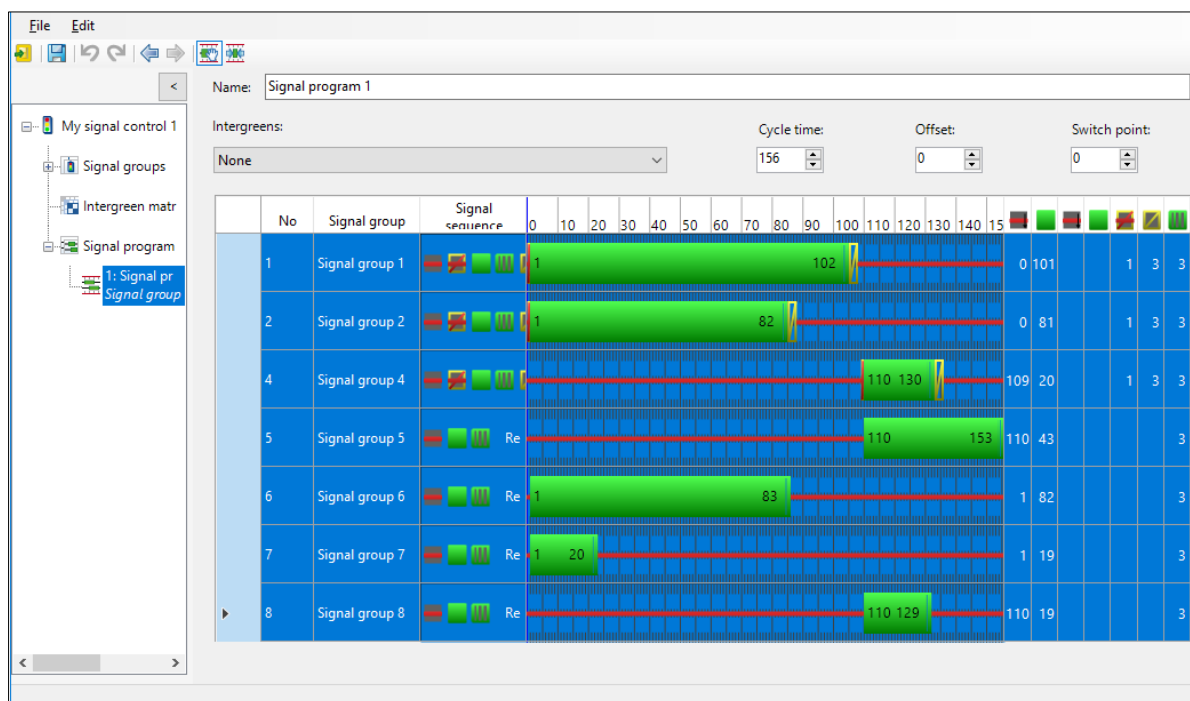 File Edit
<
Name: Signal program 1
My signal control 1
Signal groups
Intergreen matr
Signal program
1: Signal pr
Signal group
Intergreens: Cycle time: Offset: Switch point:
None 156 0 0
No Signal group Signal sequence 0 10 20 30 40 50 60 70 80 90 100 110 120 130 140 15
1 Signal group 1 1 102 0 101 1 3 3
2 Signal group 2 1 82 0 81 1 3 3
4 Signal group 4 110 130 109 20 1 3 3
5 Signal group 5 Re 110 153 110 43 3
6 Signal group 6 Re 1 83 1 82 3
7 Signal group 7 Re 1 20 1 19 3
8 Signal group 8 Re 110 129 110 19 3
< >